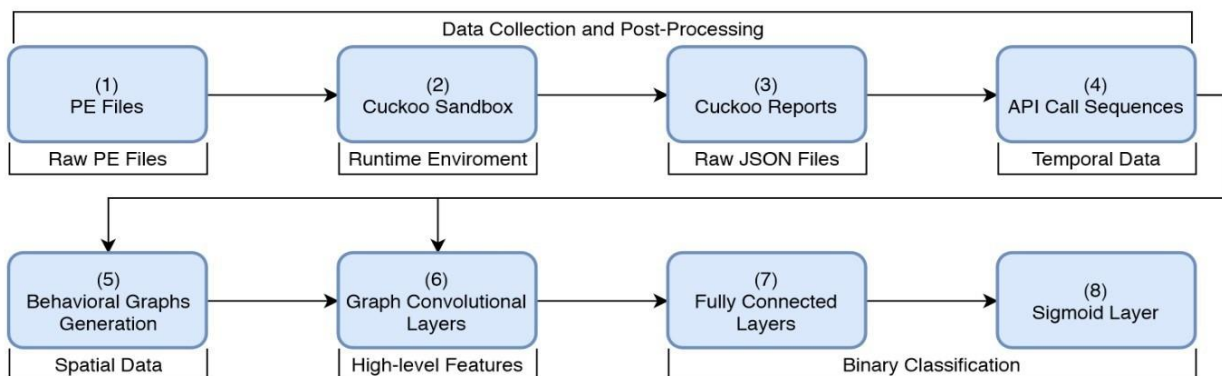 Data Collection and Post-Processing
(1)
PE Files
(2)
Cuckoo Sandbox
(3)
Cuckoo Reports
(4)
API Call Sequences
Raw PE Files
Runtime Enviroment
Raw JSON Files
Temporal Data
(5)
Behavioral Graphs
Generation
(6)
Graph Convolutional
Layers
(7)
Fully Connected
Layers
(8)
Sigmoid Layer
Spatial Data
High-level Features
Binary Classification